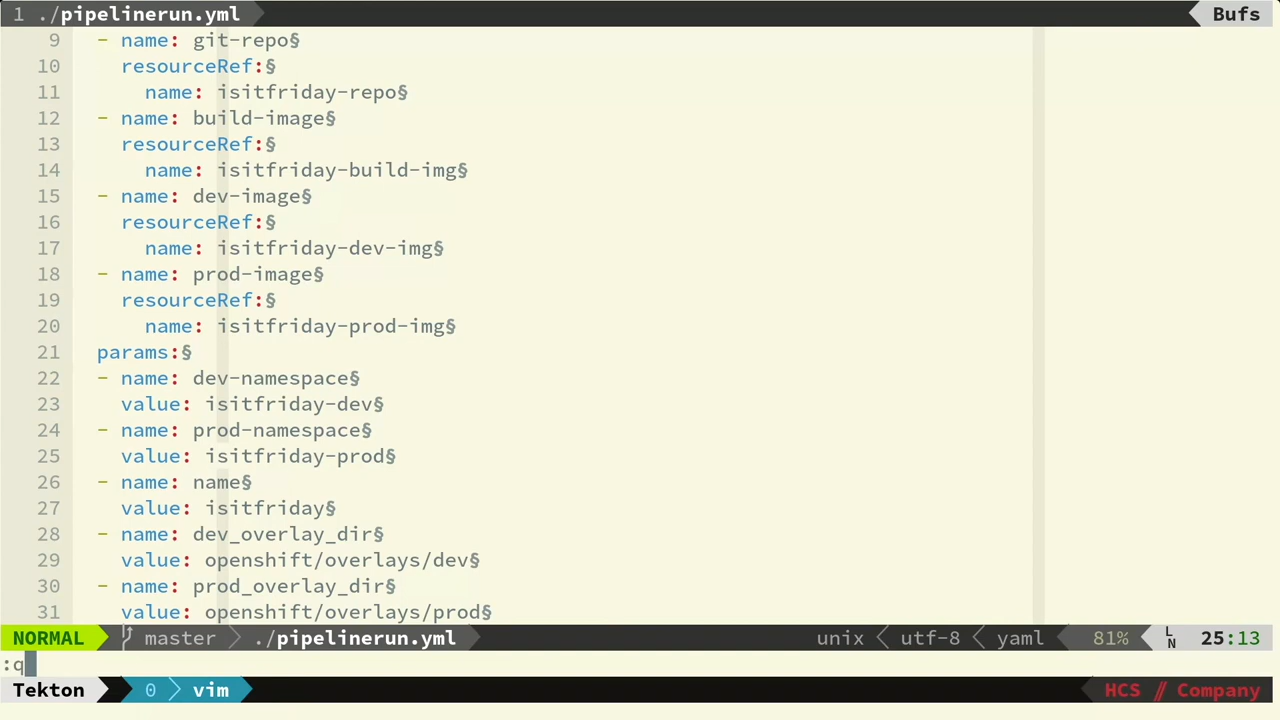 1 ./pipelinerun.yml Bufs
9 - name: git-repo§
10 resourceRef:§
11 name: isitfriday-repo§
12 - name: build-image§
13 resourceRef:§
14 name: isitfriday-build-img§
15 - name: dev-image§
16 resourceRef:§
17 name: isitfriday-dev-img§
18 - name: prod-image§
19 resourceRef:§
20 name: isitfriday-prod-img§
21 params:§
22 - name: dev-namespace§
23 value: isitfriday-dev§
24 - name: prod-namespace§
25 value: isitfriday-prod§
26 - name: name§
27 value: isitfriday§
28 - name: dev_overlay_dir§
29 value: openshift/overlays/dev§
30 - name: prod_overlay_dir§
31 value: openshift/overlays/prod§
NORMAL master ./pipelinerun.yml unix utf-8 yaml 81% LN 25:13
:q
Tekton 0 vim HCS // Company